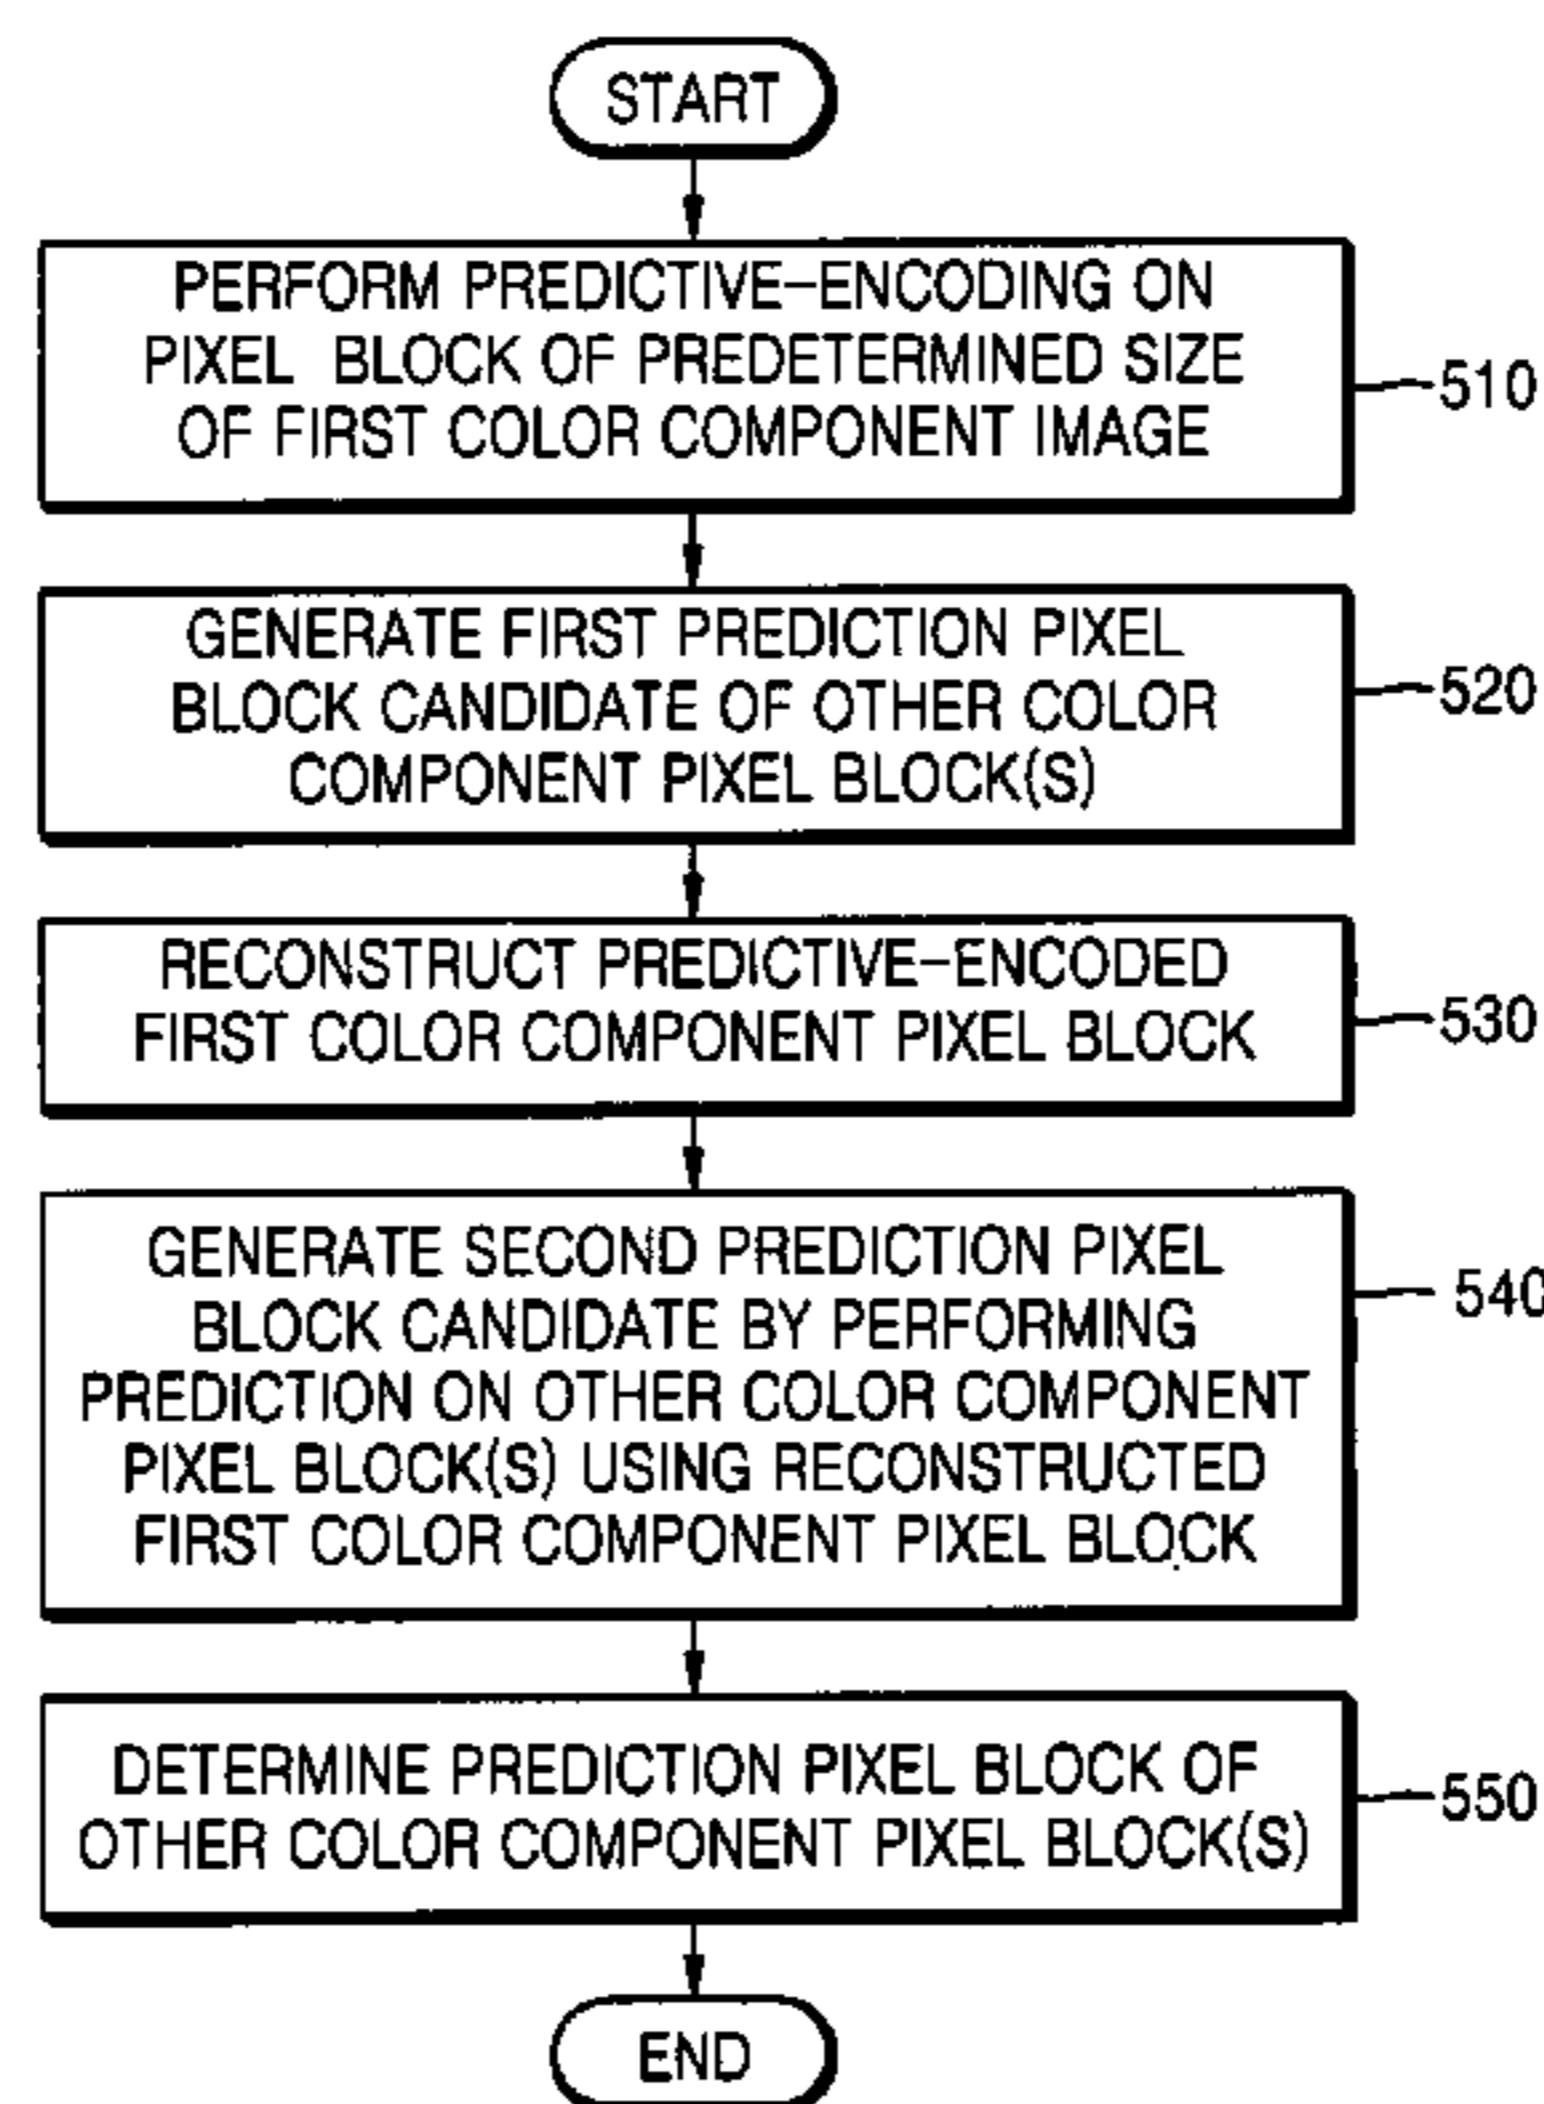 START
PERFORM PREDICTIVE-ENCODING ON
PIXEL BLOCK OF PREDETERMINED SIZE
OF FIRST COLOR COMPONENT IMAGE
510
GENERATE FIRST PREDICTION PIXEL
BLOCK CANDIDATE OF OTHER COLOR
COMPONENT PIXEL BLOCK(S)
520
RECONSTRUCT PREDICTIVE-ENCODED
FIRST COLOR COMPONENT PIXEL BLOCK
530
GENERATE SECOND PREDICTION PIXEL
BLOCK CANDIDATE BY PERFORMING
PREDICTION ON OTHER COLOR COMPONENT
PIXEL BLOCK(S) USING RECONSTRUCTED
FIRST COLOR COMPONENT PIXEL BLOCK
540
DETERMINE PREDICTION PIXEL BLOCK OF
OTHER COLOR COMPONENT PIXEL BLOCK(S)
550
END